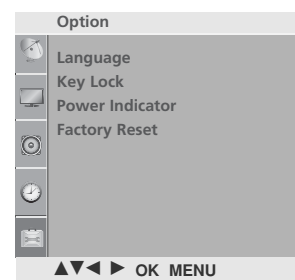 Option
Language
Key Lock
Power Indicator
Factory Reset
▲▼◄ ► OK MENU